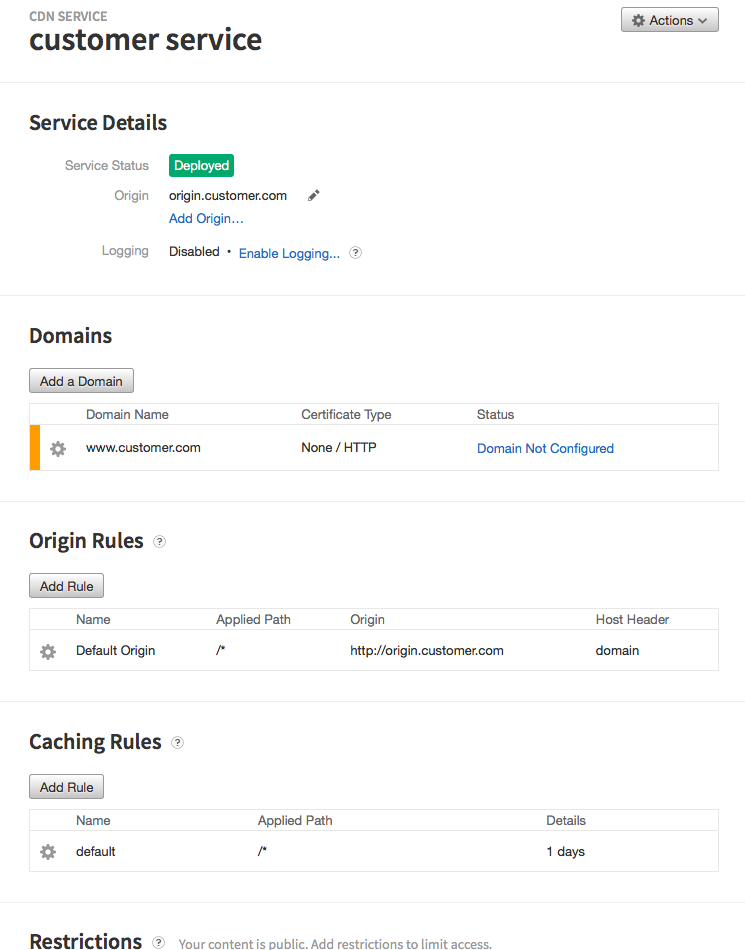 CDN SERVICE
customer service
Actions
Service Details
Service Status Deployed
Origin origin.customer.com
Add Origin...
Logging Disabled • Enable Logging... ?
Domains
Add a Domain
Domain Name Certificate Type Status
www.customer.com None / HTTP Domain Not Configured
Origin Rules ?
Add Rule
Name Applied Path Origin Host Header
Default Origin /* http://origin.customer.com domain
Caching Rules ?
Add Rule
Name Applied Path Details
default /* 1 days
Restrictions ? Your content is public. Add restrictions to limit access.